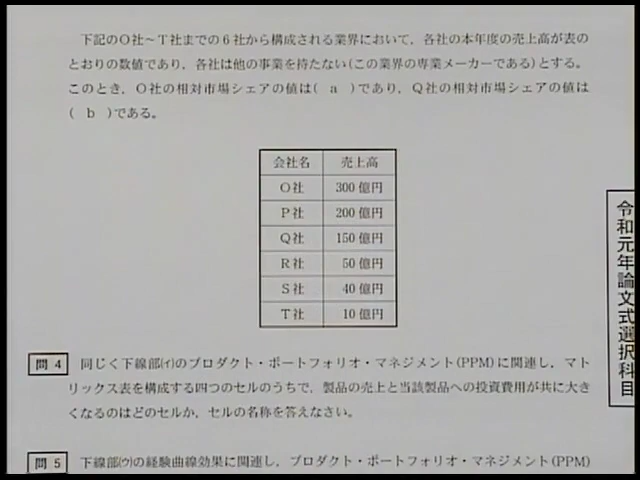 下記のO社～T社までの6社から構成される業界において，各社の本年度の売上高が表の
とおりの数値であり，各社は他の事業を持たない(この業界の専業メーカーである)とする。
このとき，O社の相対市場シェアの値は( a )であり，Q社の相対市場シェアの値は
( b )である。
会社名 売上高
O社 300億円
P社 200億円
Q社 150億円
R社 50億円
S社 40億円
T社 10億円
令和元年論文式選択科目
問4 同じく下線部(イ)のプロダクト・ポートフォリオ・マネジメント(PPM)に関連し，マト
リックス表を構成する四つのセルのうちで，製品の売上と当該製品への投資費用が共に大き
くなるのはどのセルか，セルの名称を答えなさい。
問5 下線部(ウ)の経験曲線効果に関連し，プロダクト・ポートフォリオ・マネジメント(PPM)